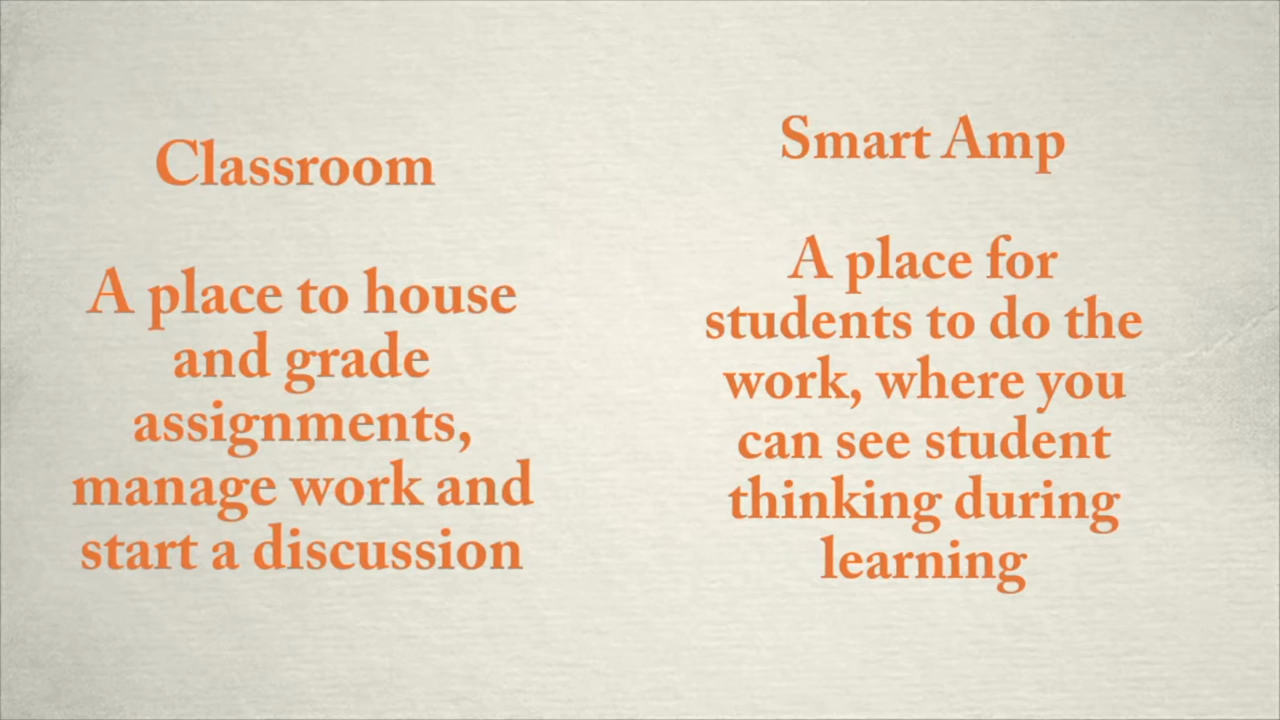 Classroom
A place to house
and grade
assignments,
manage work and
start a discussion
Smart Amp
A place for
students to do the
work, where you
can see student
thinking during
learning